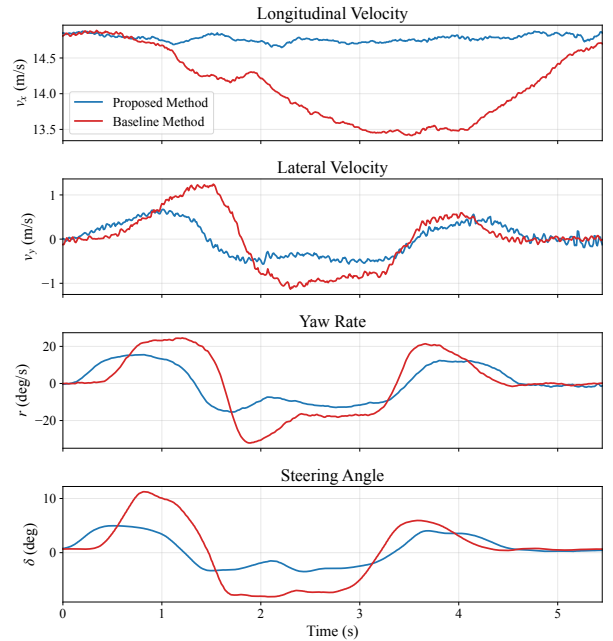 Longitudinal Velocity
14.5
14.0
13.5
vₓ (m/s)
Proposed Method
Baseline Method
Lateral Velocity
1
0
−1
v_y (m/s)
Yaw Rate
20
0
−20
r (deg/s)
Steering Angle
10
0
δ (deg)
0 1 2 3 4 5
Time (s)